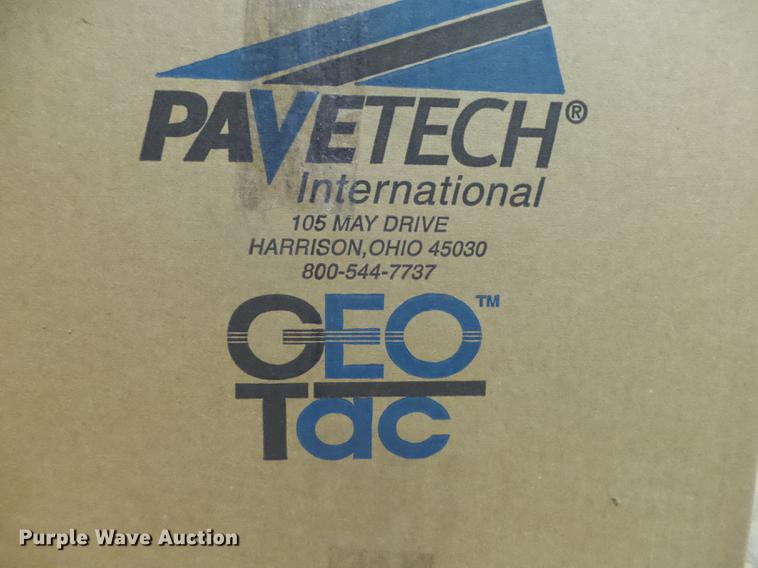 PAVETECH®
International
105 MAY DRIVE
HARRISON, OHIO 45030
800-544-7737
GEO™
Tac
Purple Wave Auction